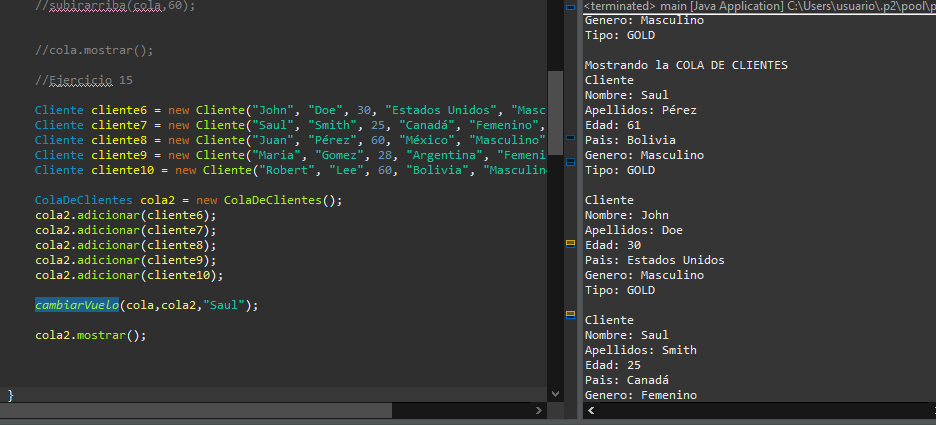 //subirarriba(cola,60);
//cola.mostrar();
//Ejercicio 15
Cliente cliente6 = new Cliente("John", "Doe", 30, "Estados Unidos", "Masc
Cliente cliente7 = new Cliente("Saul", "Smith", 25, "Canadá", "Femenino",
Cliente cliente8 = new Cliente("Juan", "Pérez", 60, "México", "Masculino"
Cliente cliente9 = new Cliente("Maria", "Gomez", 28, "Argentina", "Femeni
Cliente cliente10 = new Cliente("Robert", "Lee", 60, "Bolivia", "Masculino
ColaDeClientes cola2 = new ColaDeClientes();
cola2.adicionar(cliente6);
cola2.adicionar(cliente7);
cola2.adicionar(cliente8);
cola2.adicionar(cliente9);
cola2.adicionar(cliente10);
cambiarVuelo(cola,cola2,"Saul");
cola2.mostrar();
}
<terminated> main [Java Application] C:\Users\usuario\.p2\pool\p
Genero: Masculino
Tipo: GOLD
Mostrando la COLA DE CLIENTES
Cliente
Nombre: Saul
Apellidos: Pérez
Edad: 61
Pais: Bolivia
Genero: Masculino
Tipo: GOLD
Cliente
Nombre: John
Apellidos: Doe
Edad: 30
Pais: Estados Unidos
Genero: Masculino
Tipo: GOLD
Cliente
Nombre: Saul
Apellidos: Smith
Edad: 25
Pais: Canadá
Genero: Femenino